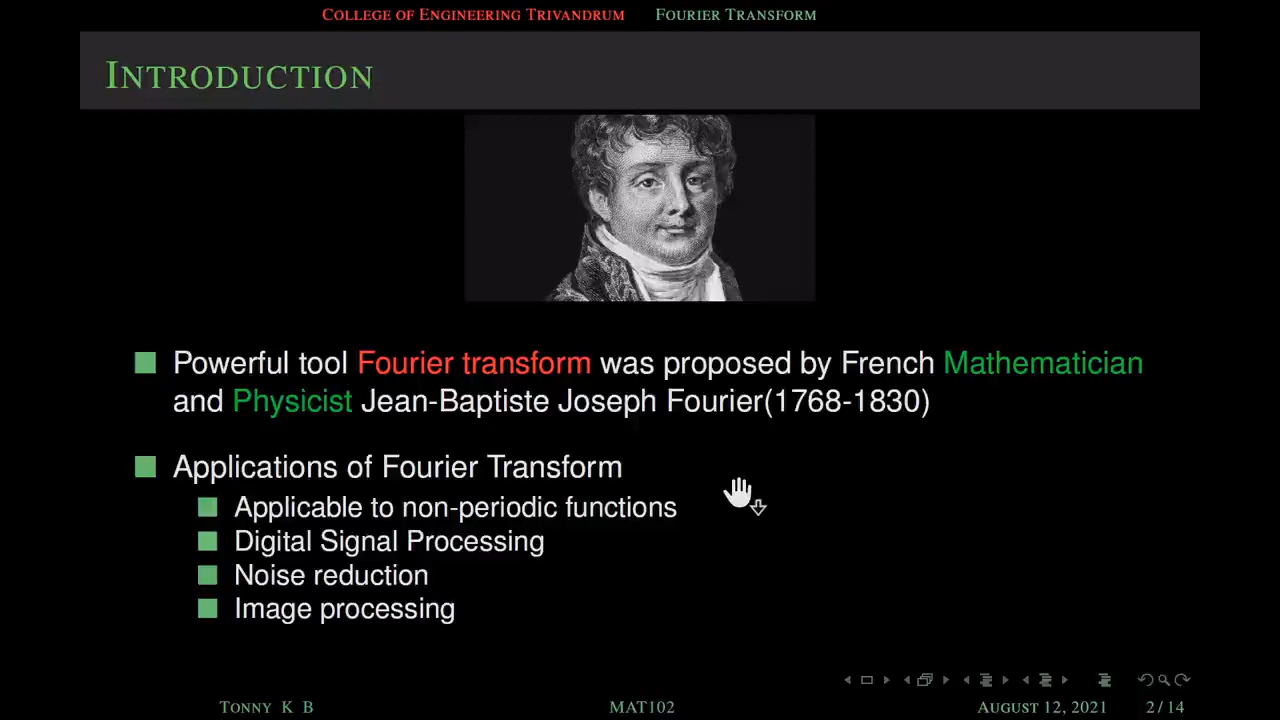 College of Engineering Trivandrum Fourier Transform
Introduction
Powerful tool Fourier transform was proposed by French Mathematician
and Physicist Jean-Baptiste Joseph Fourier(1768-1830)
Applications of Fourier Transform
Applicable to non-periodic functions
Digital Signal Processing
Noise reduction
Image processing
Tonny K B MAT102 August 12, 2021 2 / 14